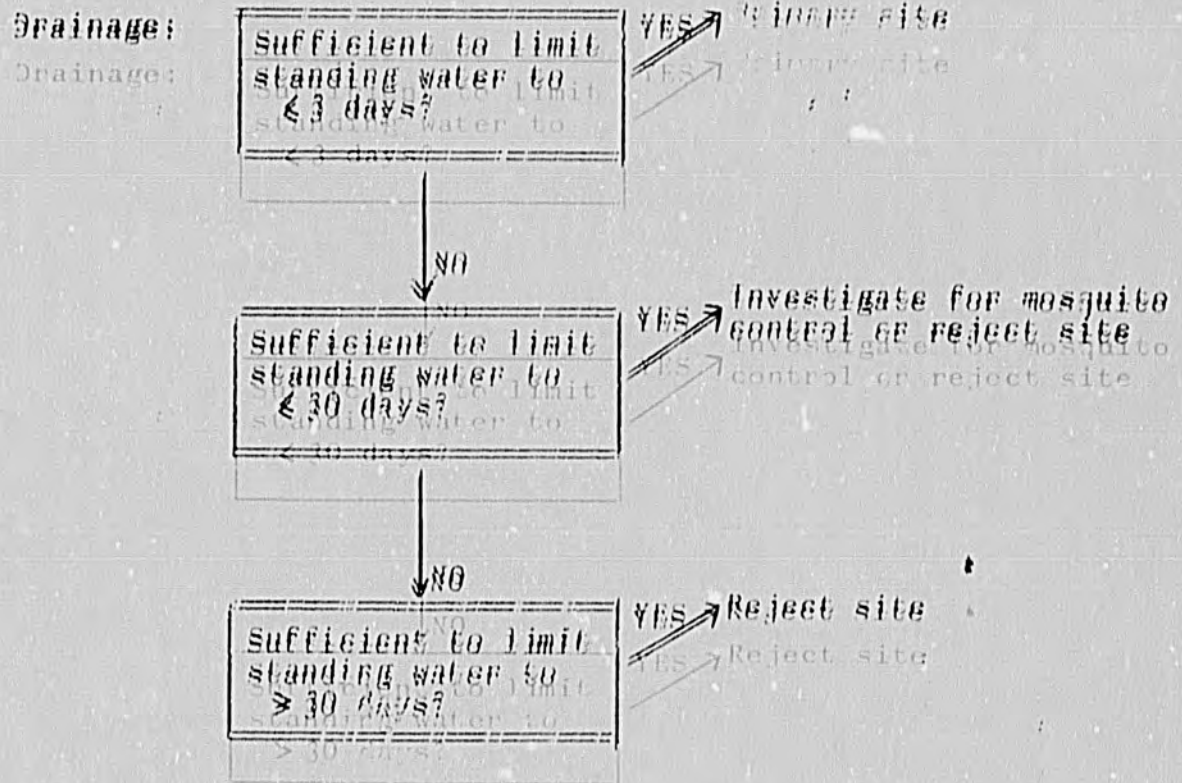 Drainage:
Sufficient to limit
standing water to
< 3 days?
YES
site
NO
Sufficient to limit
standing water to
< 30 days?
YES
Investigate for mosquito
control or reject site
NO
Sufficient to limit
standing water to
> 30 days?
YES
Reject site